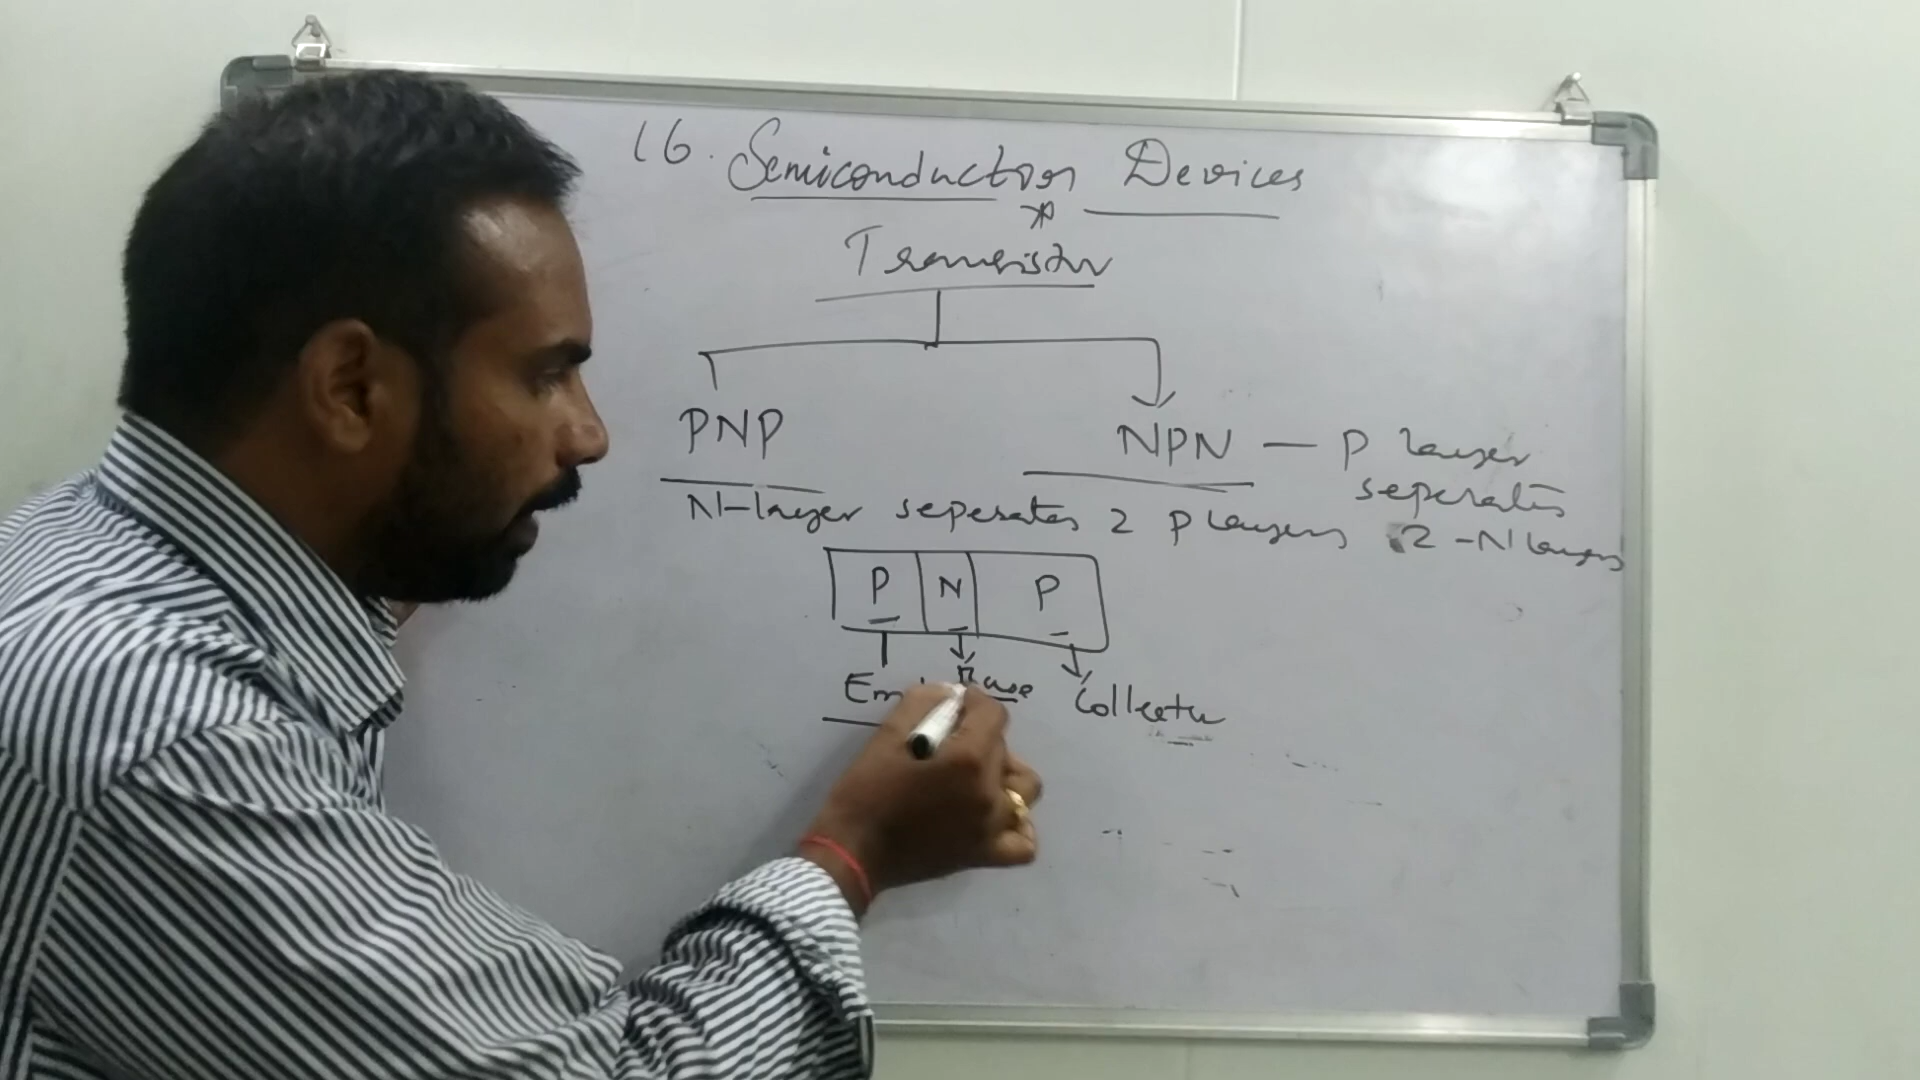 16. Semiconductor Devices
Transistor
PNP
NPN — P layer
seperates
2 - N layers
N-layer seperates 2 P layers
P N P
Base
Collector